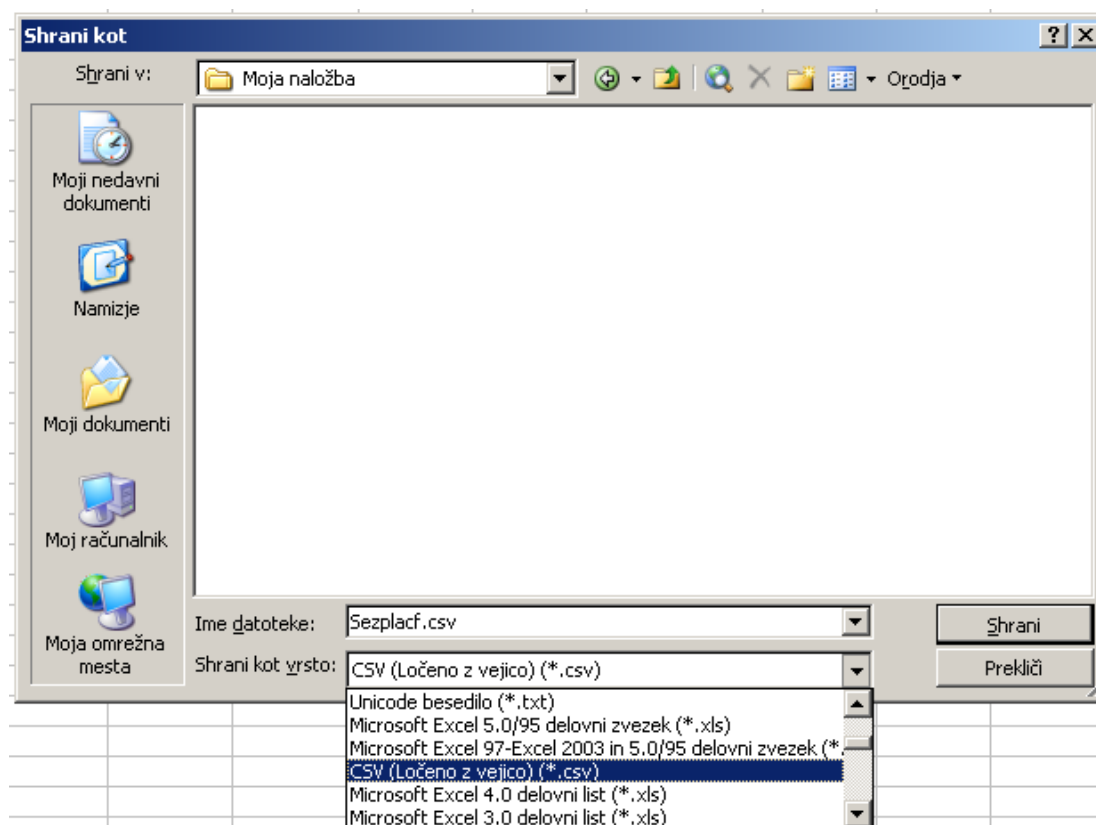 Shrani kot
Shrani v:
Moja naložba
Orodja
Moji nedavni
dokumenti
Namizje
Moji dokumenti
Moj računalnik
Moja omrežna
mesta
Ime datoteke:
Sezplacf.csv
Shrani
Shrani kot vrsto:
CSV (Ločeno z vejico) (*.csv)
Prekliči
Unicode besedilo (*.txt)
Microsoft Excel 5.0/95 delovni zvezek (*.xls)
Microsoft Excel 97-Excel 2003 in 5.0/95 delovni zvezek (*.
CSV (Ločeno z vejico) (*.csv)
Microsoft Excel 4.0 delovni list (*.xls)
Microsoft Excel 3.0 delovni list (*.xls)